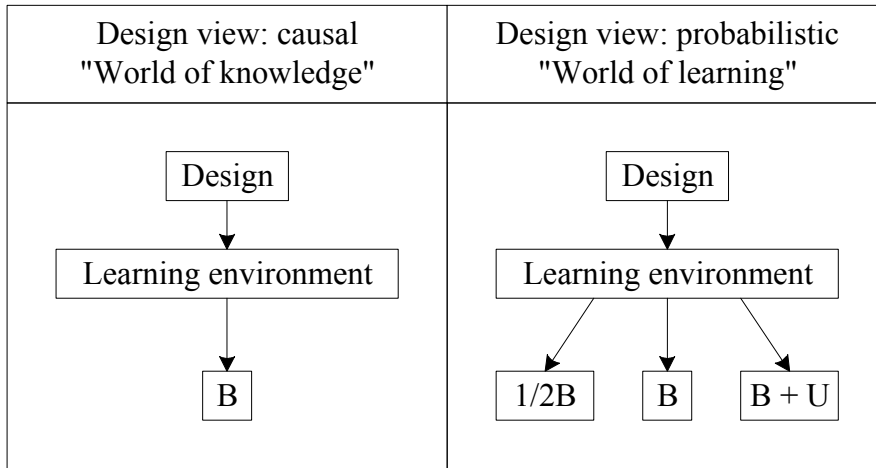 Design view: causal
"World of knowledge"
Design view: probabilistic
"World of learning"
Design
Learning environment
B
Design
Learning environment
1/2B
B
B + U